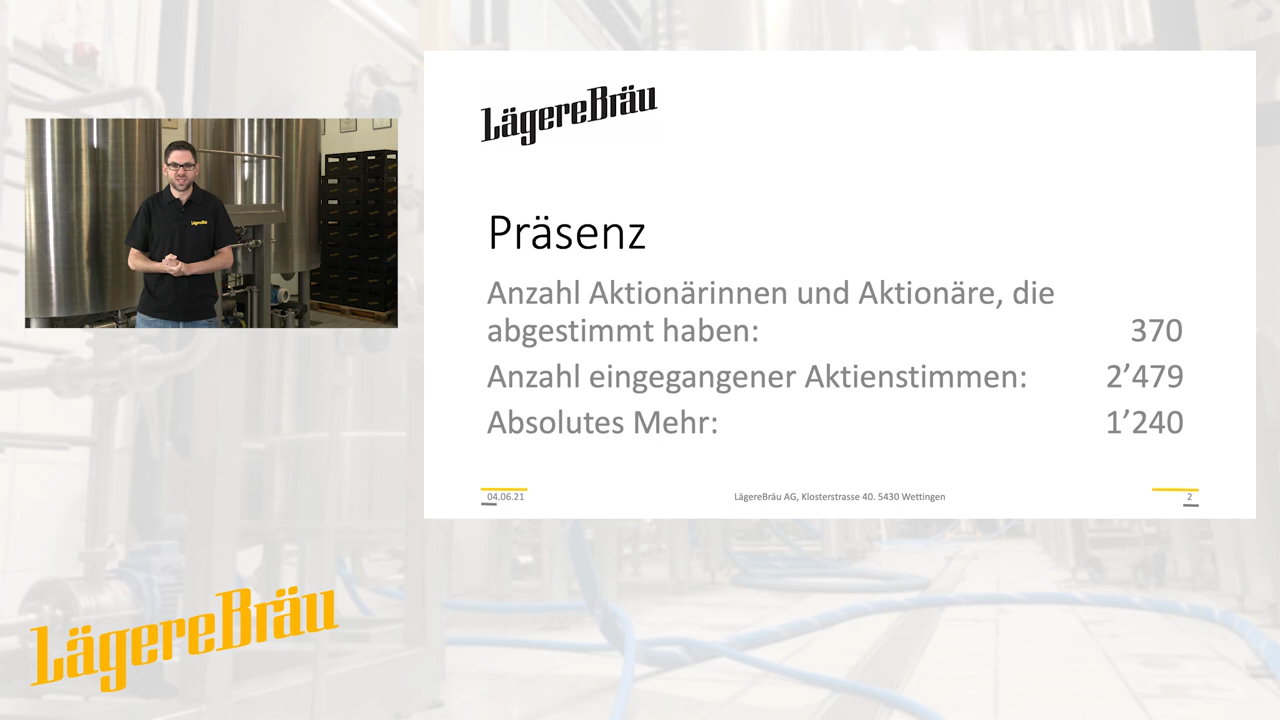 LägereBräu
Präsenz
Anzahl Aktionärinnen und Aktionäre, die
abgestimmt haben: 370
Anzahl eingegangener Aktienstimmen: 2’479
Absolutes Mehr: 1’240
04.06.21 LägereBräu AG, Klosterstrasse 40. 5430 Wettingen 2
LägereBräu
LägereBräu